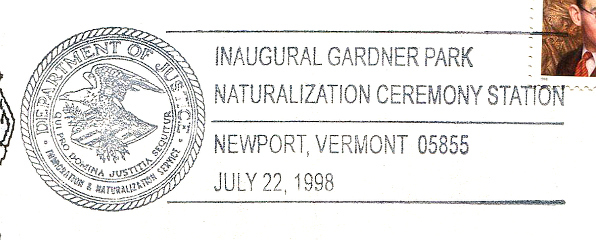 DEPARTMENT OF JUSTICE
QUI PRO DOMINA JUSTITIA SEQUITUR
IMMIGRATION & NATURALIZATION SERVICE
INAUGURAL GARDNER PARK
NATURALIZATION CEREMONY STATION
NEWPORT, VERMONT 05855
JULY 22, 1998